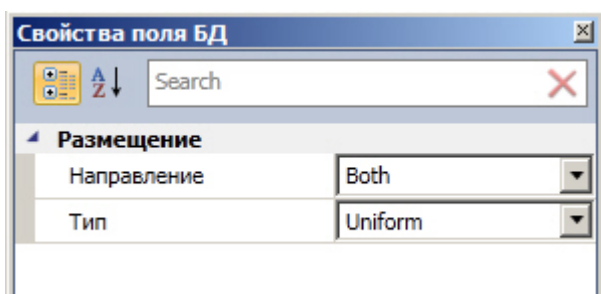 Свойства поля БД
A Z Search
Размещение
Направление Both
Тип Uniform